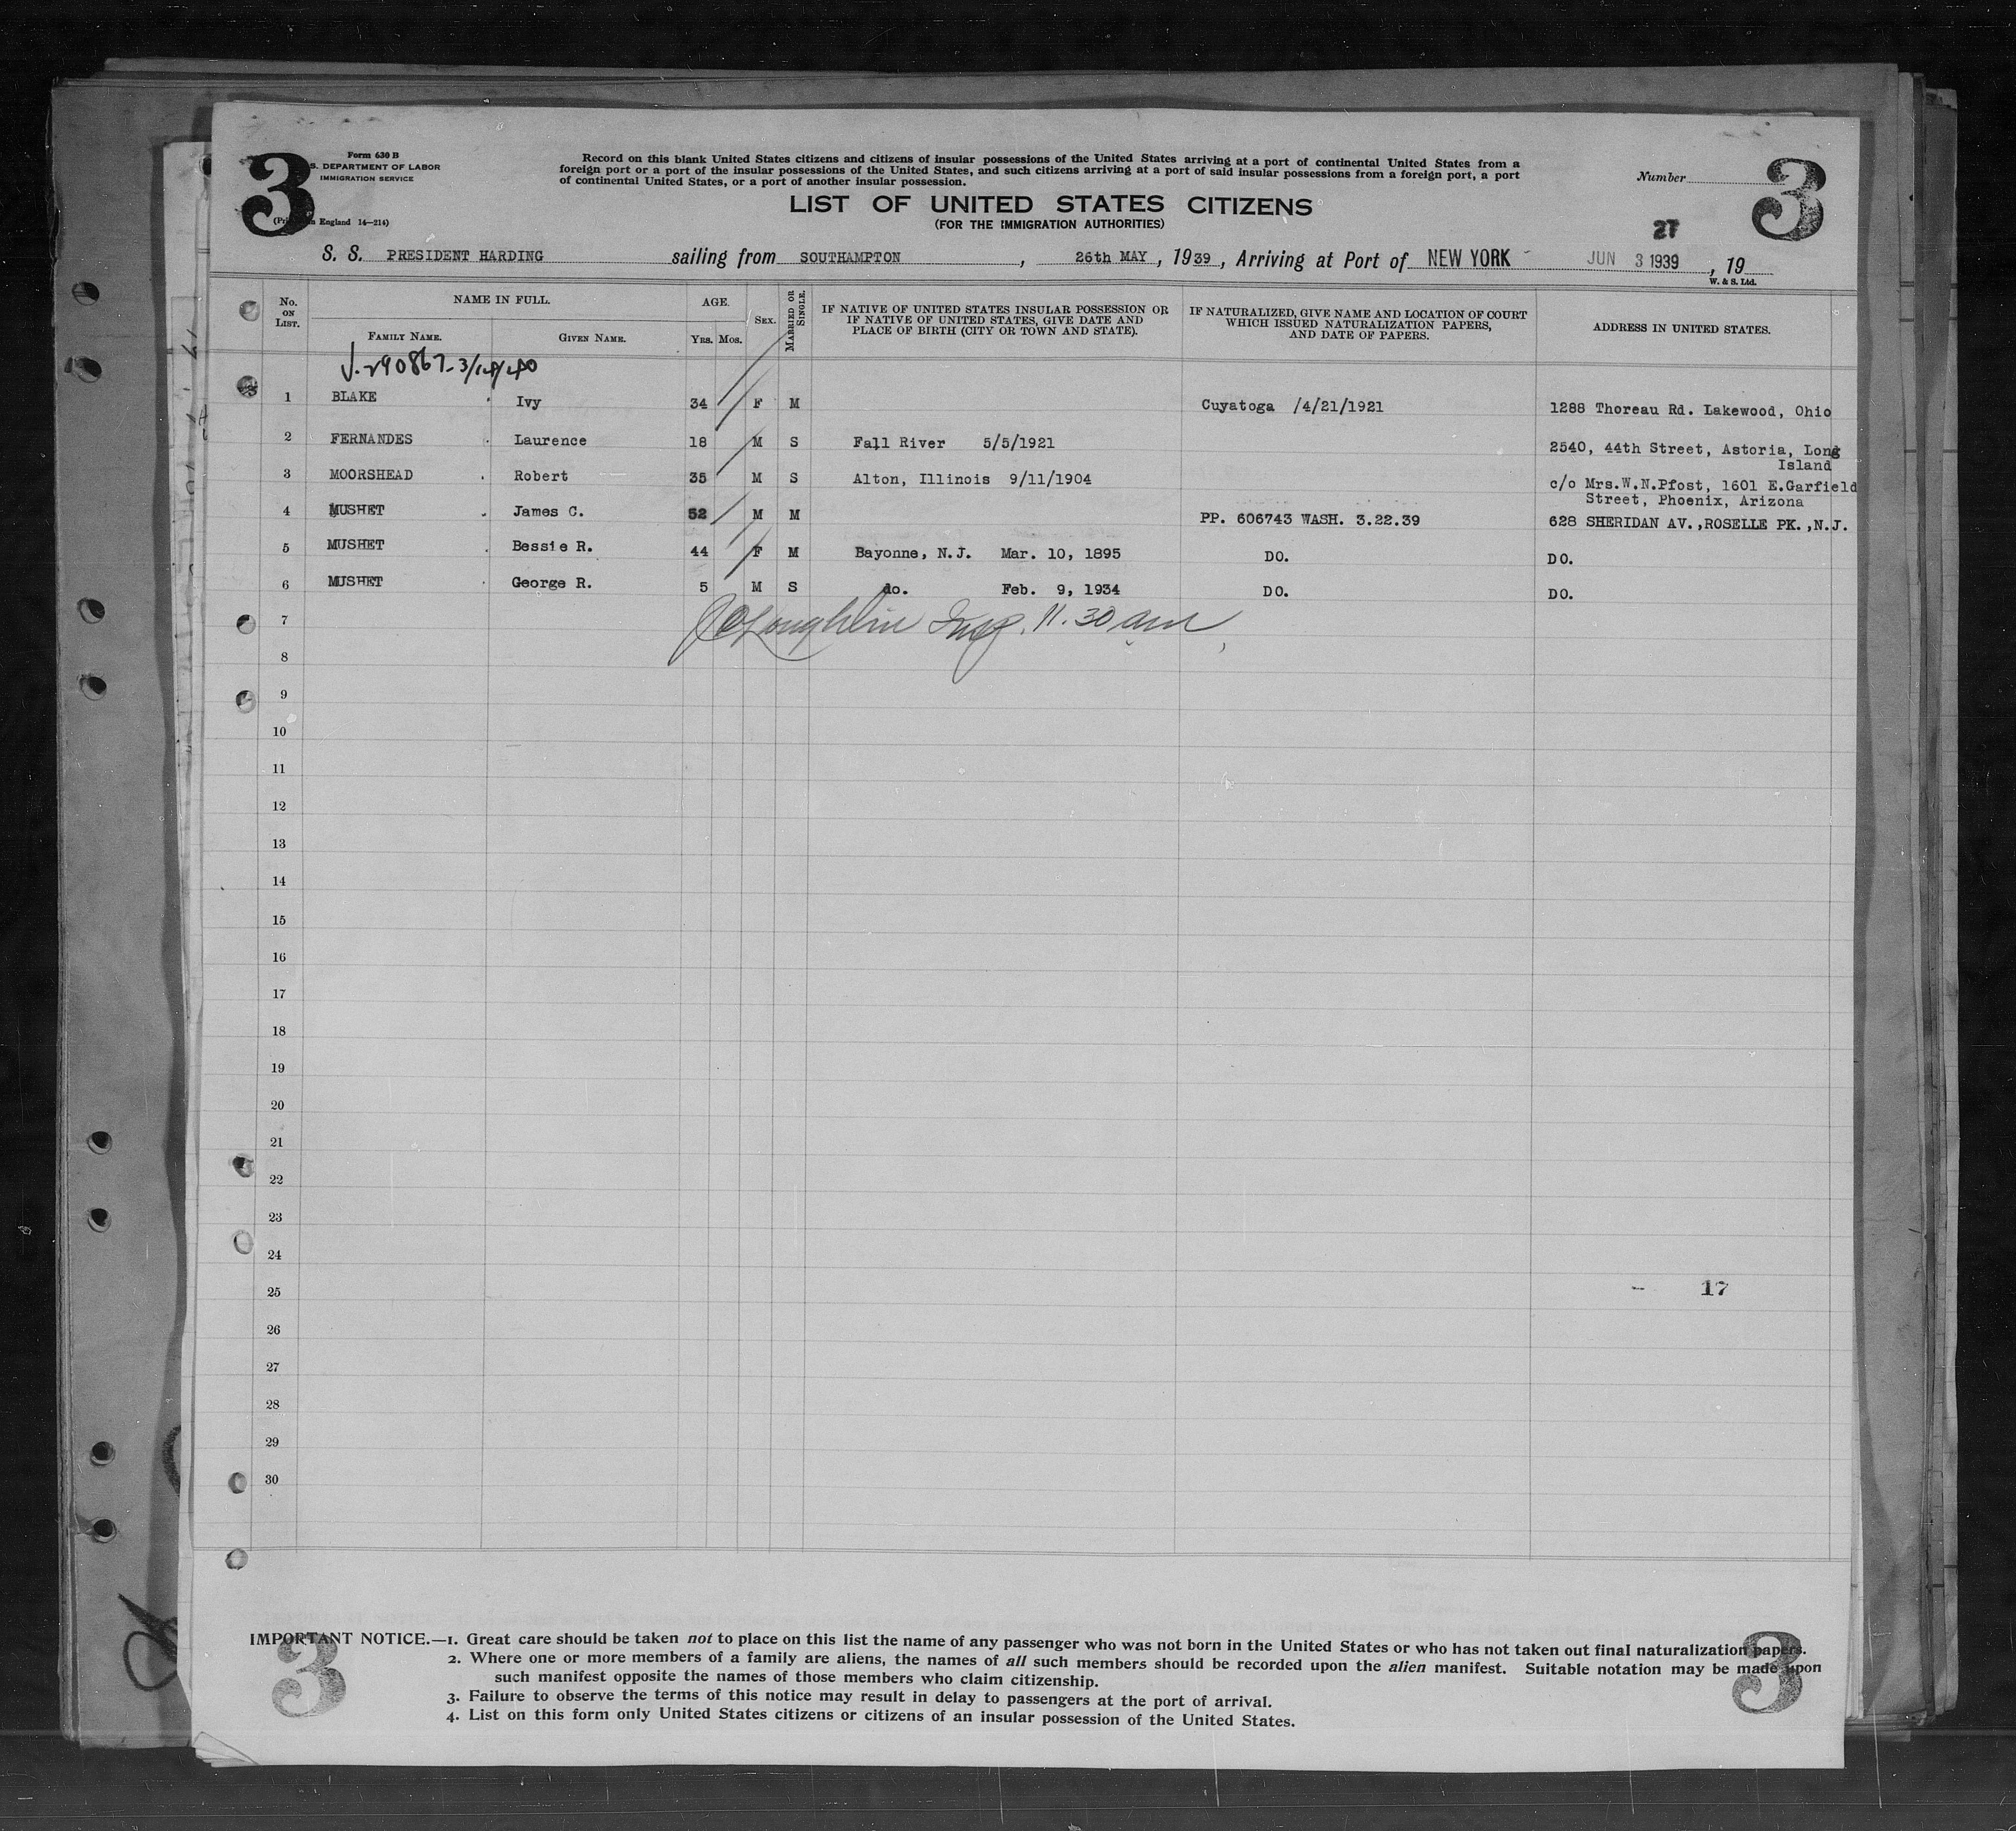 3
Form 630 B
S. DEPARTMENT OF LABOR
IMMIGRATION SERVICE
n England 14—214)
Record on this blank United States citizens and citizens of insular possessions of the United States arriving at a port of continental United States from a
foreign port or a port of the insular possessions of the United States, and such citizens arriving at a port of said insular possessions from a foreign port, a port
of continental United States, or a port of another insular possession.
Number
3
LIST OF UNITED STATES CITIZENS
(FOR THE IMMIGRATION AUTHORITIES)
27
S. S. PRESIDENT HARDING sailing from SOUTHAMPTON , 26th MAY , 1939 , Arriving at Port of NEW YORK JUN 3 1939 , 19
W. & S. Ltd.
No. ON LIST. NAME IN FULL. AGE. SEX. MARRIED OR SINGLE. IF NATIVE OF UNITED STATES INSULAR POSSESSION OR IF NATIVE OF UNITED STATES, GIVE DATE AND PLACE OF BIRTH (CITY OR TOWN AND STATE). IF NATURALIZED, GIVE NAME AND LOCATION OF COURT WHICH ISSUED NATURALIZATION PAPERS, AND DATE OF PAPERS. ADDRESS IN UNITED STATES.
FAMILY NAME. GIVEN NAME. YRS. MOS.
1 BLAKE Ivy 34 F M Cuyatoga /4/21/1921 1288 Thoreau Rd. Lakewood, Ohio
2 FERNANDES Laurence 18 M S Fall River 5/5/1921 2540, 44th Street, Astoria, Long
Island
3 MOORSHEAD Robert 35 M S Alton, Illinois 9/11/1904 c/o Mrs.W.N.Pfost, 1601 E.Garfield
Street, Phoenix, Arizona
4 MUSHET James C. 52 M M PP. 606743 WASH. 3.22.39 628 SHERIDAN AV.,ROSELLE PK.,N.J.
5 MUSHET Bessie R. 44 F M Bayonne, N.J. Mar. 10, 1895 DO. DO.
6 MUSHET George R. 5 M S do. Feb. 9, 1934 DO. DO.
7
Insp. 11.30 am
8
9
10
11
12
13
14
15
16
17
18
19
20
21
22
23
24
25 17
26
27
28
29
30
IMPORTANT NOTICE.—1. Great care should be taken not to place on this list the name of any passenger who was not born in the United States or who has not taken out final naturalization papers.
2. Where one or more members of a family are aliens, the names of all such members should be recorded upon the alien manifest. Suitable notation may be made upon
such manifest opposite the names of those members who claim citizenship.
3. Failure to observe the terms of this notice may result in delay to passengers at the port of arrival.
4. List on this form only United States citizens or citizens of an insular possession of the United States.
3
3